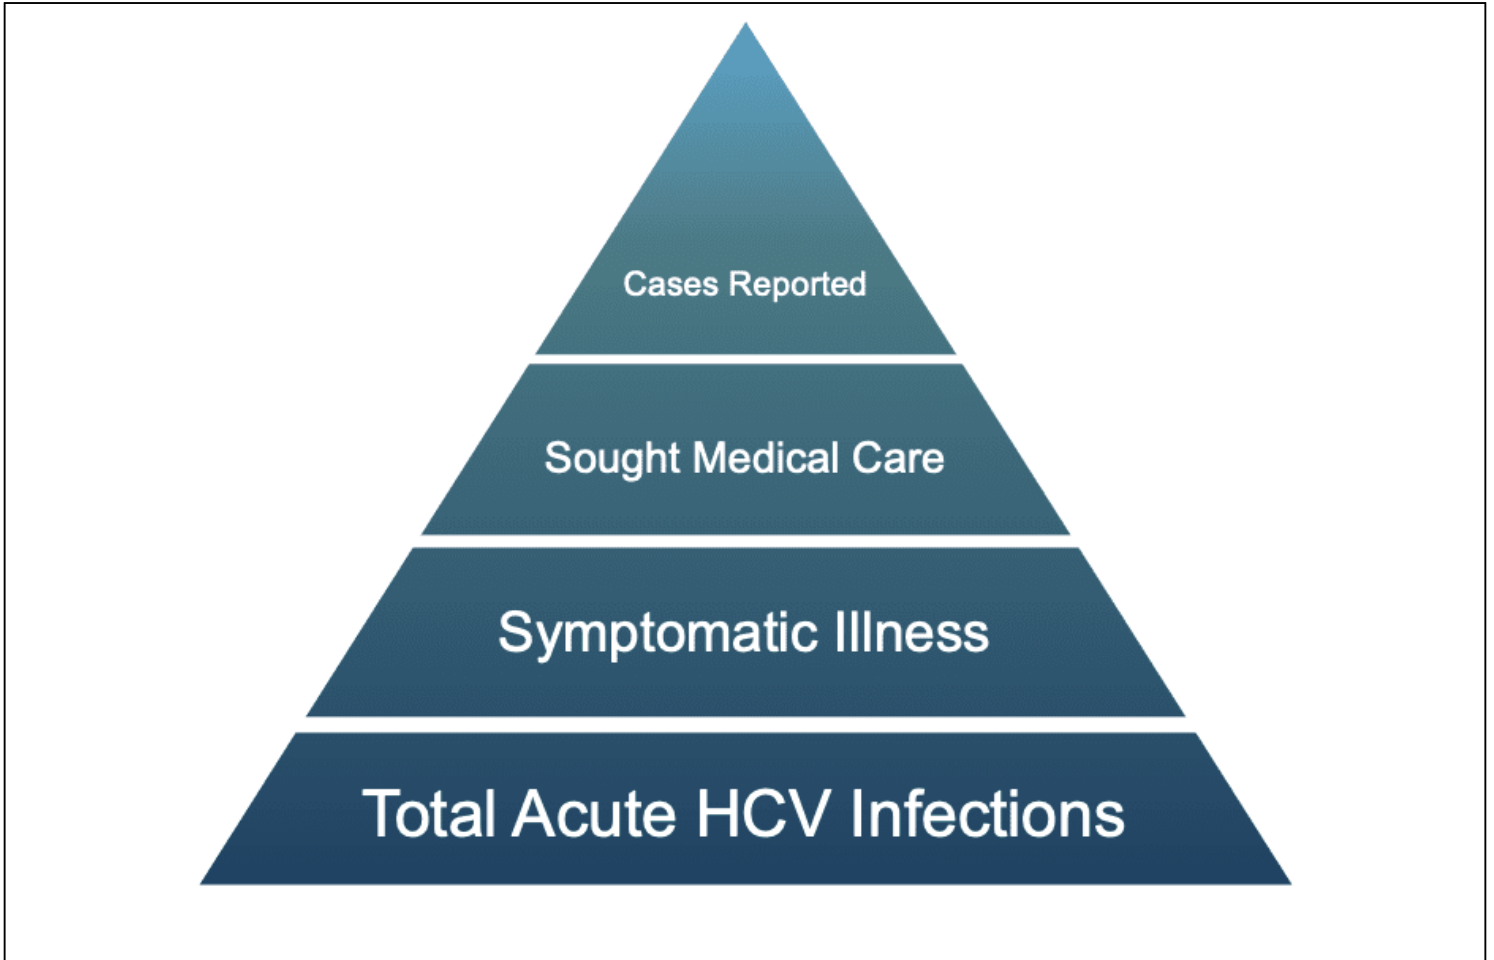 Cases Reported
Sought Medical Care
Symptomatic Illness
Total Acute HCV Infections